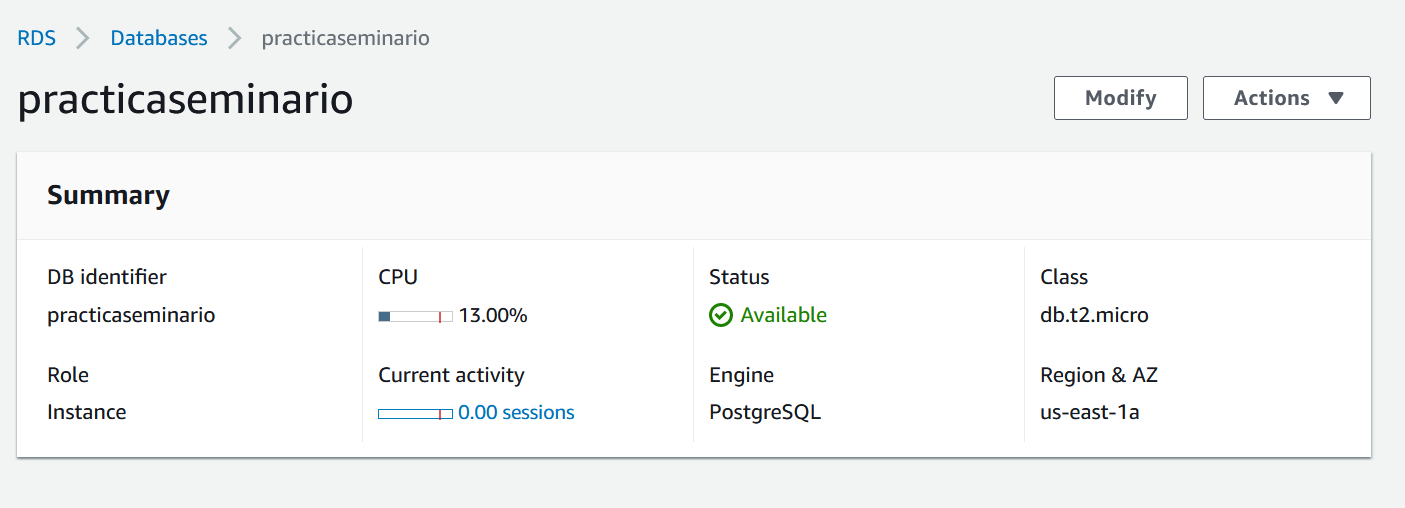 RDS > Databases > practicaseminario
practicaseminario
Modify
Actions
Summary
DB identifier
practicaseminario
CPU
13.00%
Status
Available
Class
db.t2.micro
Role
Instance
Current activity
0.00 sessions
Engine
PostgreSQL
Region & AZ
us-east-1a